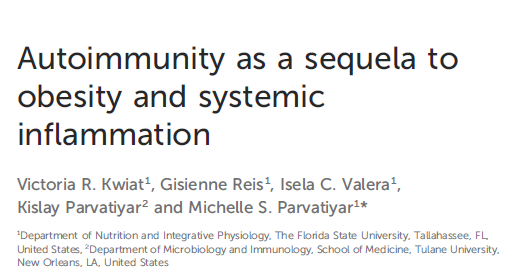 Autoimmunity as a sequela to
obesity and systemic
inflammation
Victoria R. Kwiat¹, Gisienne Reis¹, Isela C. Valera¹,
Kislay Parvatiyar² and Michelle S. Parvatiyar¹*
¹Department of Nutrition and Integrative Physiology, The Florida State University, Tallahassee, FL,
United States, ²Department of Microbiology and Immunology, School of Medicine, Tulane University,
New Orleans, LA, United States